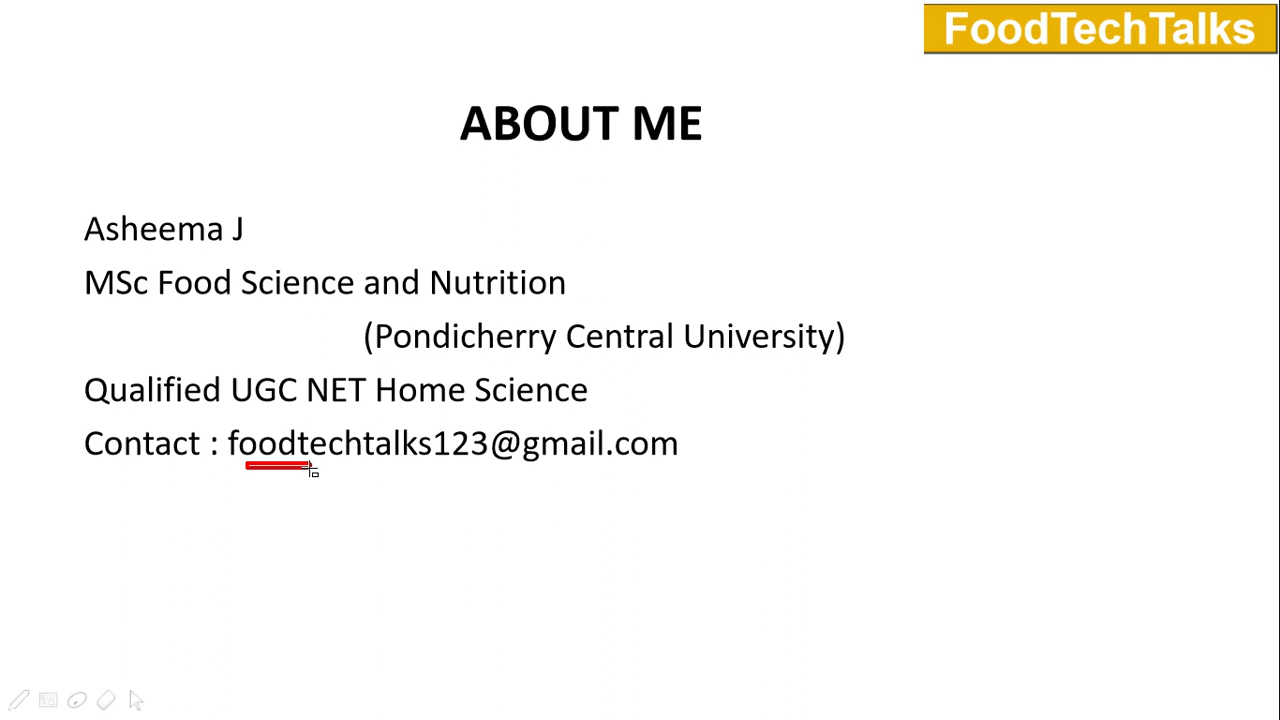 FoodTechTalks
ABOUT ME
Asheema J
MSc Food Science and Nutrition
(Pondicherry Central University)
Qualified UGC NET Home Science
Contact : foodtechtalks123@gmail.com